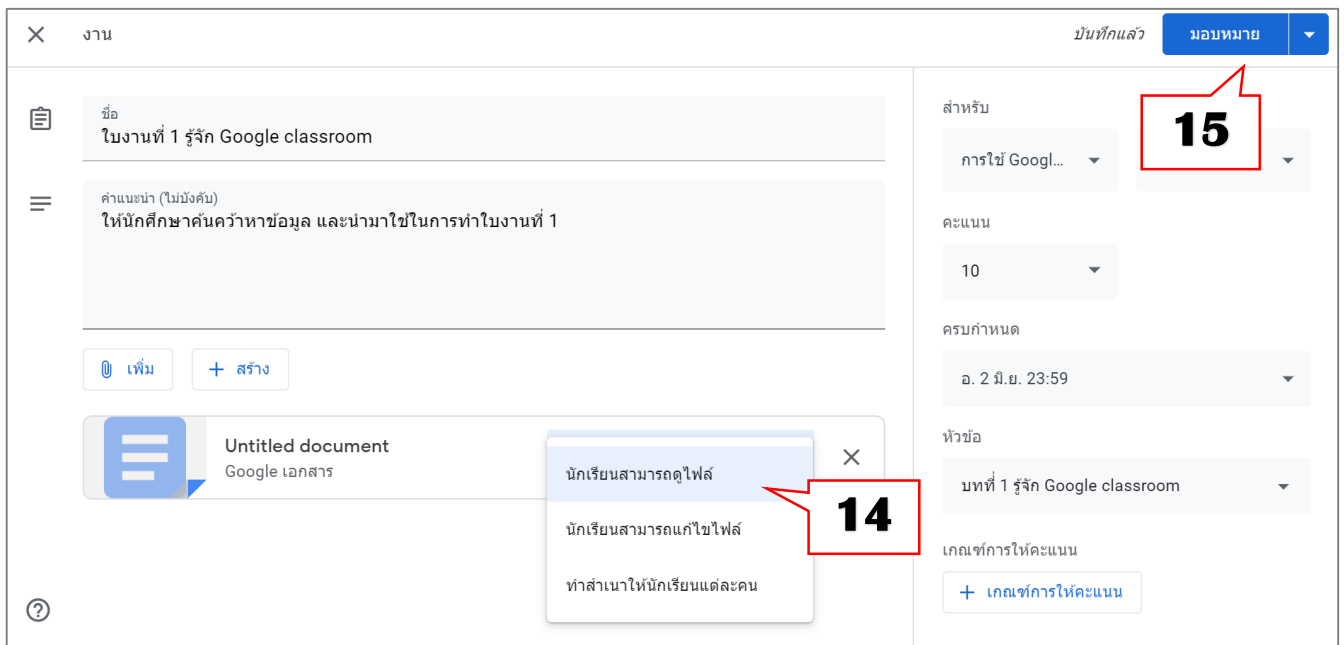 งาน
บันทึกแล้ว
มอบหมาย
ชื่อ
ใบงานที่ 1 รู้จัก Google classroom
คำแนะนำ (ไม่บังคับ)
ให้นักศึกษาค้นคว้าหาข้อมูล และนำมาใช้ในการทำใบงานที่ 1
เพิ่ม
+ สร้าง
Untitled document
Google เอกสาร
นักเรียนสามารถดูไฟล์
นักเรียนสามารถแก้ไขไฟล์
ทำสำเนาให้นักเรียนแต่ละคน
14
สำหรับ
15
การใช้ Googl...
คะแนน
10
ครบกำหนด
อ. 2 มิ.ย. 23:59
หัวข้อ
บทที่ 1 รู้จัก Google classroom
เกณฑ์การให้คะแนน
+ เกณฑ์การให้คะแนน